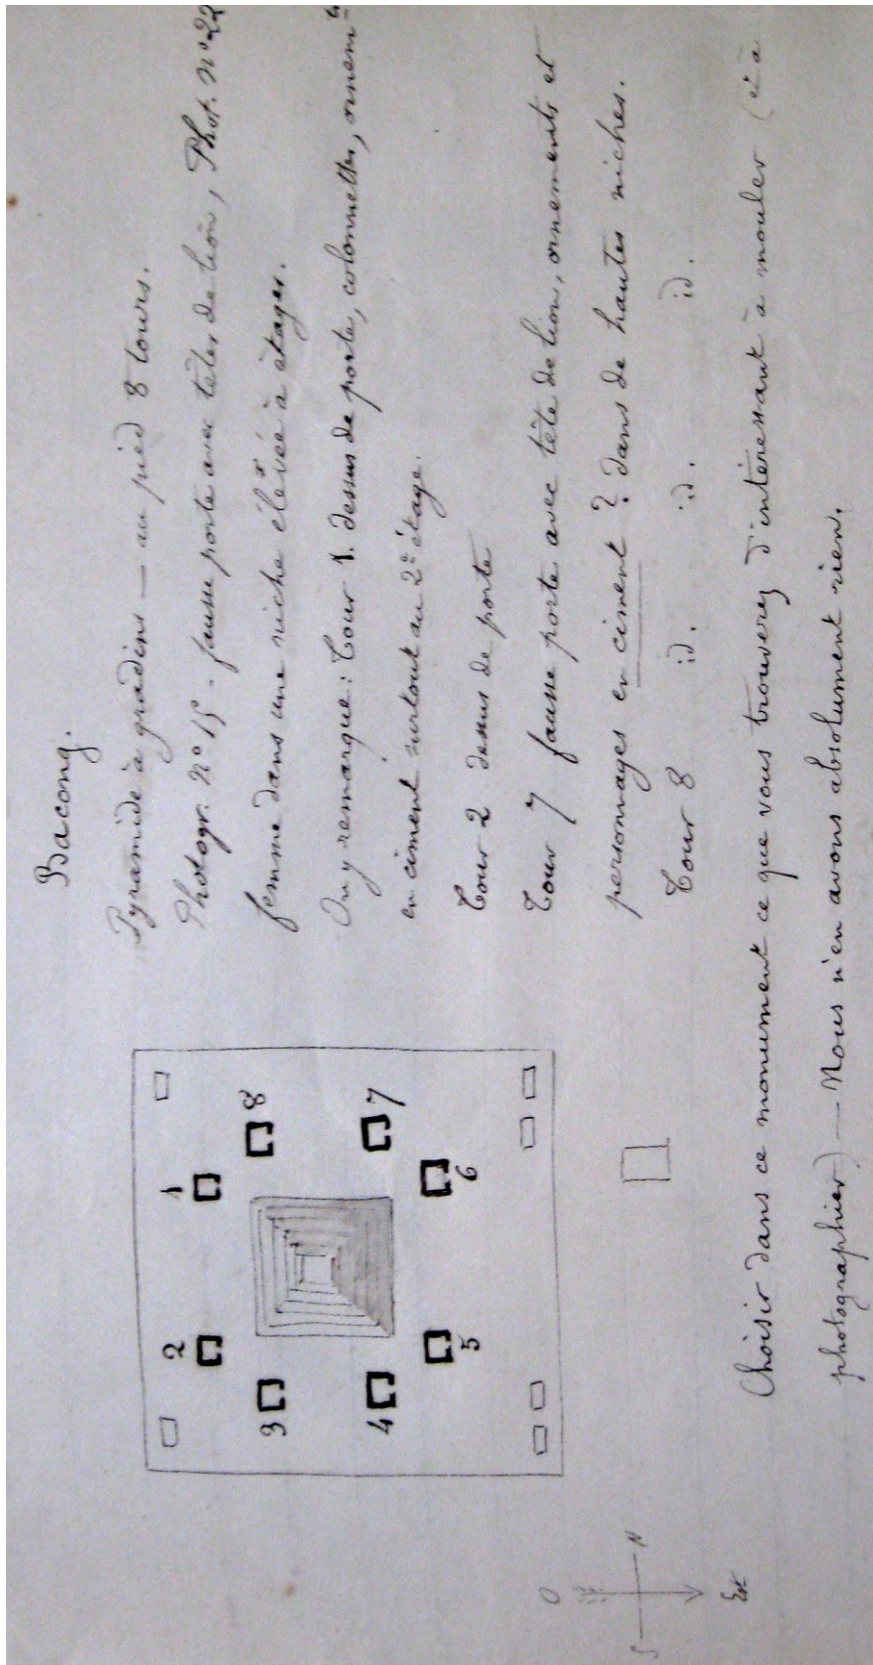 Bacong.
Pyramide à gradins — au pied 8 tours.
Photogr. n° 15 - fausse porte avec têtes de lion, Phot. n° 22
femme dans une niche élevée à étages.
On y remarque : Tour 1. dessus de porte, colonnettes, ornem ts
en ciment surtout au 2e étage.
Tour 2 dessus de porte
Tour 7 fausse porte avec tête de lion, ornements et
personnages en ciment ? dans de hautes niches.
Tour 8 id. id. id.
1
2
3
4
5
6
7
8
O
S N
Est
Choisir dans ce monument ce que vous trouverez d'intéressant à mouler (et à
photographier) — Nous n'en avons absolument rien.